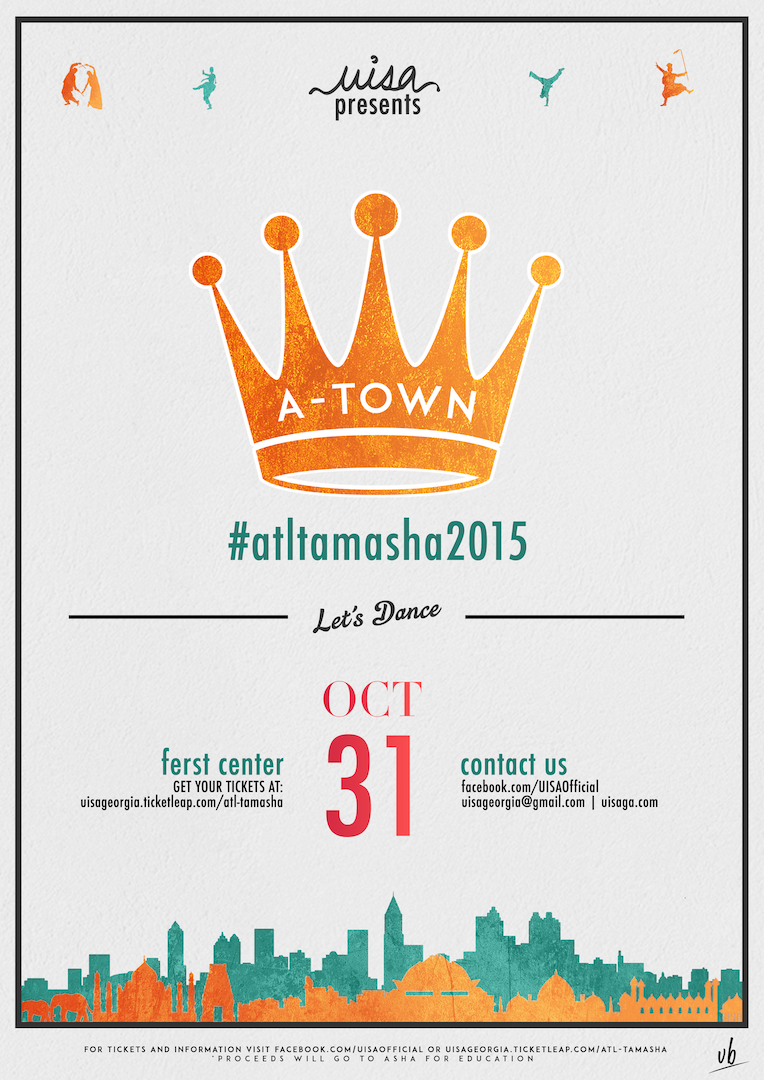 uisa
presents
A-TOWN
#atltamasha2015
Let's Dance
OCT
31
ferst center
GET YOUR TICKETS AT:
uisageorgia.ticketleap.com/atl-tamasha
contact us
facebook.com/UISAOfficial
uisageorgia@gmail.com | uisaga.com
FOR TICKETS AND INFORMATION VISIT FACEBOOK.COM/UISAOFFICIAL OR UISAGEORGIA.TICKETLEAP.COM/ATL-TAMASHA
*PROCEEDS WILL GO TO ASHA FOR EDUCATION
vb